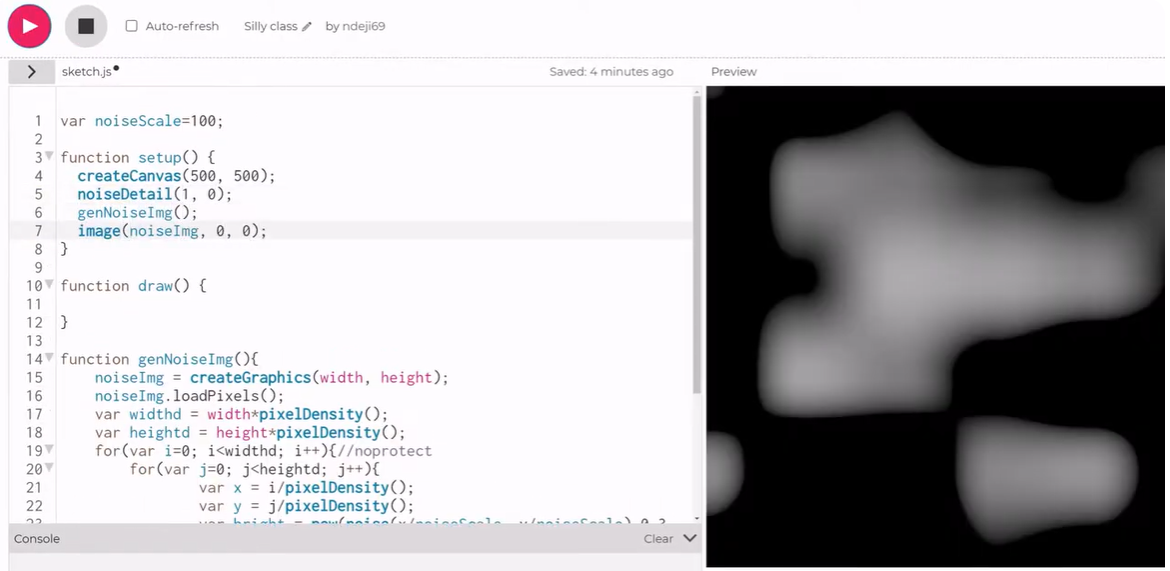 Auto-refresh Silly class by ndeji69
sketch.js Saved: 4 minutes ago Preview
1 var noiseScale=100;
2
3 function setup() {
4 createCanvas(500, 500);
5 noiseDetail(1, 0);
6 genNoiseImg();
7 image(noiseImg, 0, 0);
8 }
9
10 function draw() {
11
12 }
13
14 function genNoiseImg(){
15 noiseImg = createGraphics(width, height);
16 noiseImg.loadPixels();
17 var widthd = width*pixelDensity();
18 var heightd = height*pixelDensity();
19 for(var i=0; i<widthd; i++){//noprotect
20 for(var j=0; j<heightd; j++){
21 var x = i/pixelDensity();
22 var y = j/pixelDensity();
Console Clear